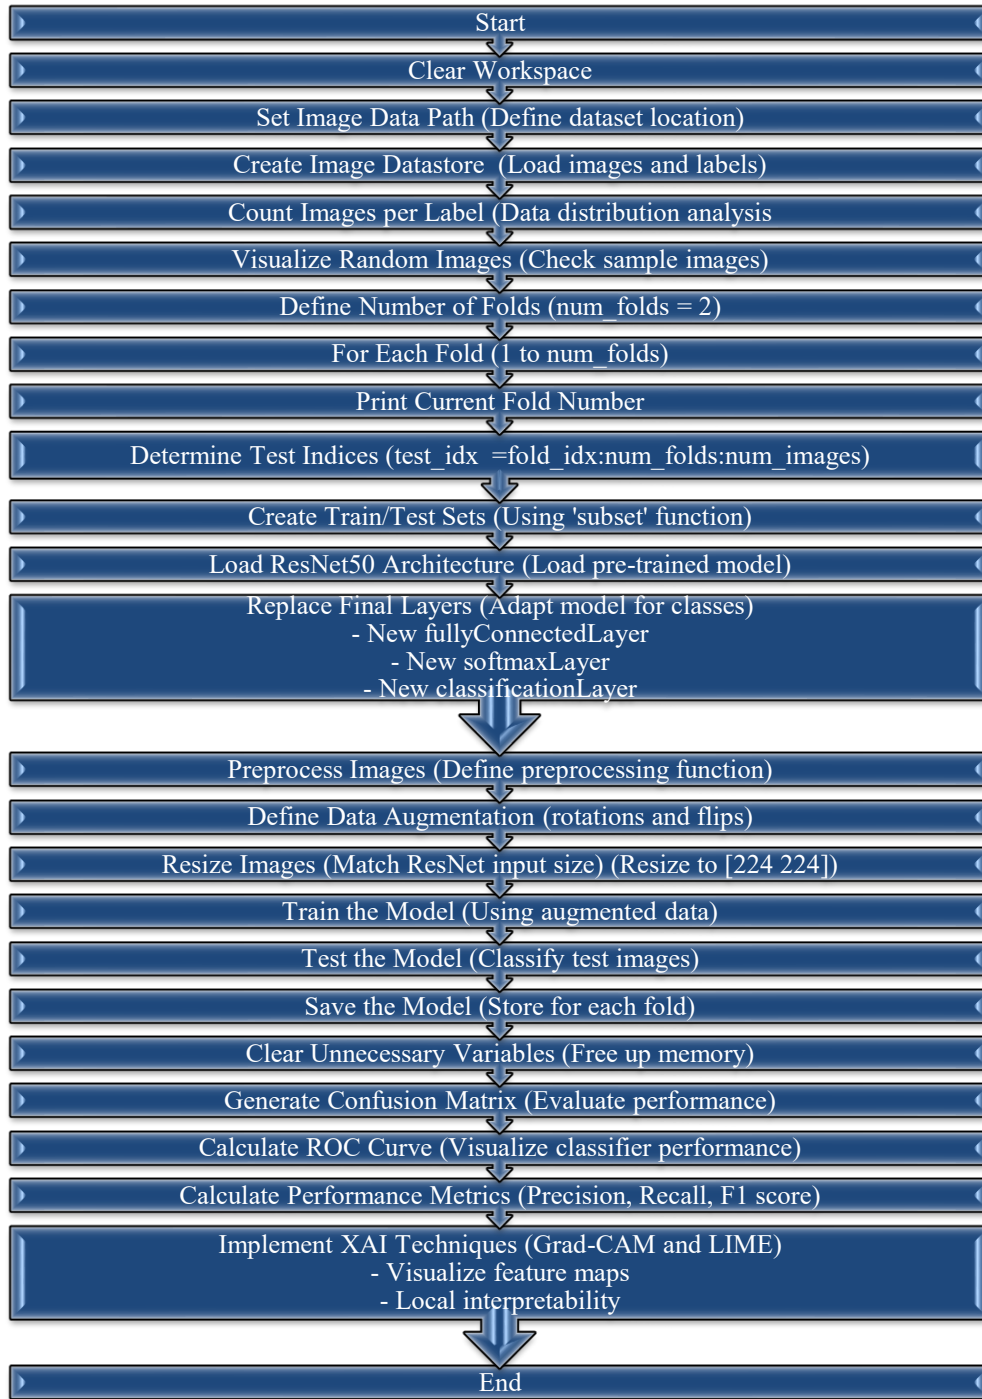 Start
Clear Workspace
Set Image Data Path (Define dataset location)
Create Image Datastore  (Load images and labels)
Count Images per Label (Data distribution analysis
Visualize Random Images (Check sample images)
Define Number of Folds (num_folds = 2)
For Each Fold (1 to num_folds)
Print Current Fold Number
Determine Test Indices (test_idx  =fold_idx:num_folds:num_images)
Create Train/Test Sets (Using 'subset' function)
Load ResNet50 Architecture (Load pre-trained model)
Replace Final Layers (Adapt model for classes)
- New fullyConnectedLayer
- New softmaxLayer
- New classificationLayer
Preprocess Images (Define preprocessing function)
Define Data Augmentation (rotations and flips)
Resize Images (Match ResNet input size) (Resize to [224 224])
Train the Model (Using augmented data)
Test the Model (Classify test images)
Save the Model (Store for each fold)
Clear Unnecessary Variables (Free up memory)
Generate Confusion Matrix (Evaluate performance)
Calculate ROC Curve (Visualize classifier performance)
Calculate Performance Metrics (Precision, Recall, F1 score)
Implement XAI Techniques (Grad-CAM and LIME)
- Visualize feature maps
- Local interpretability
End